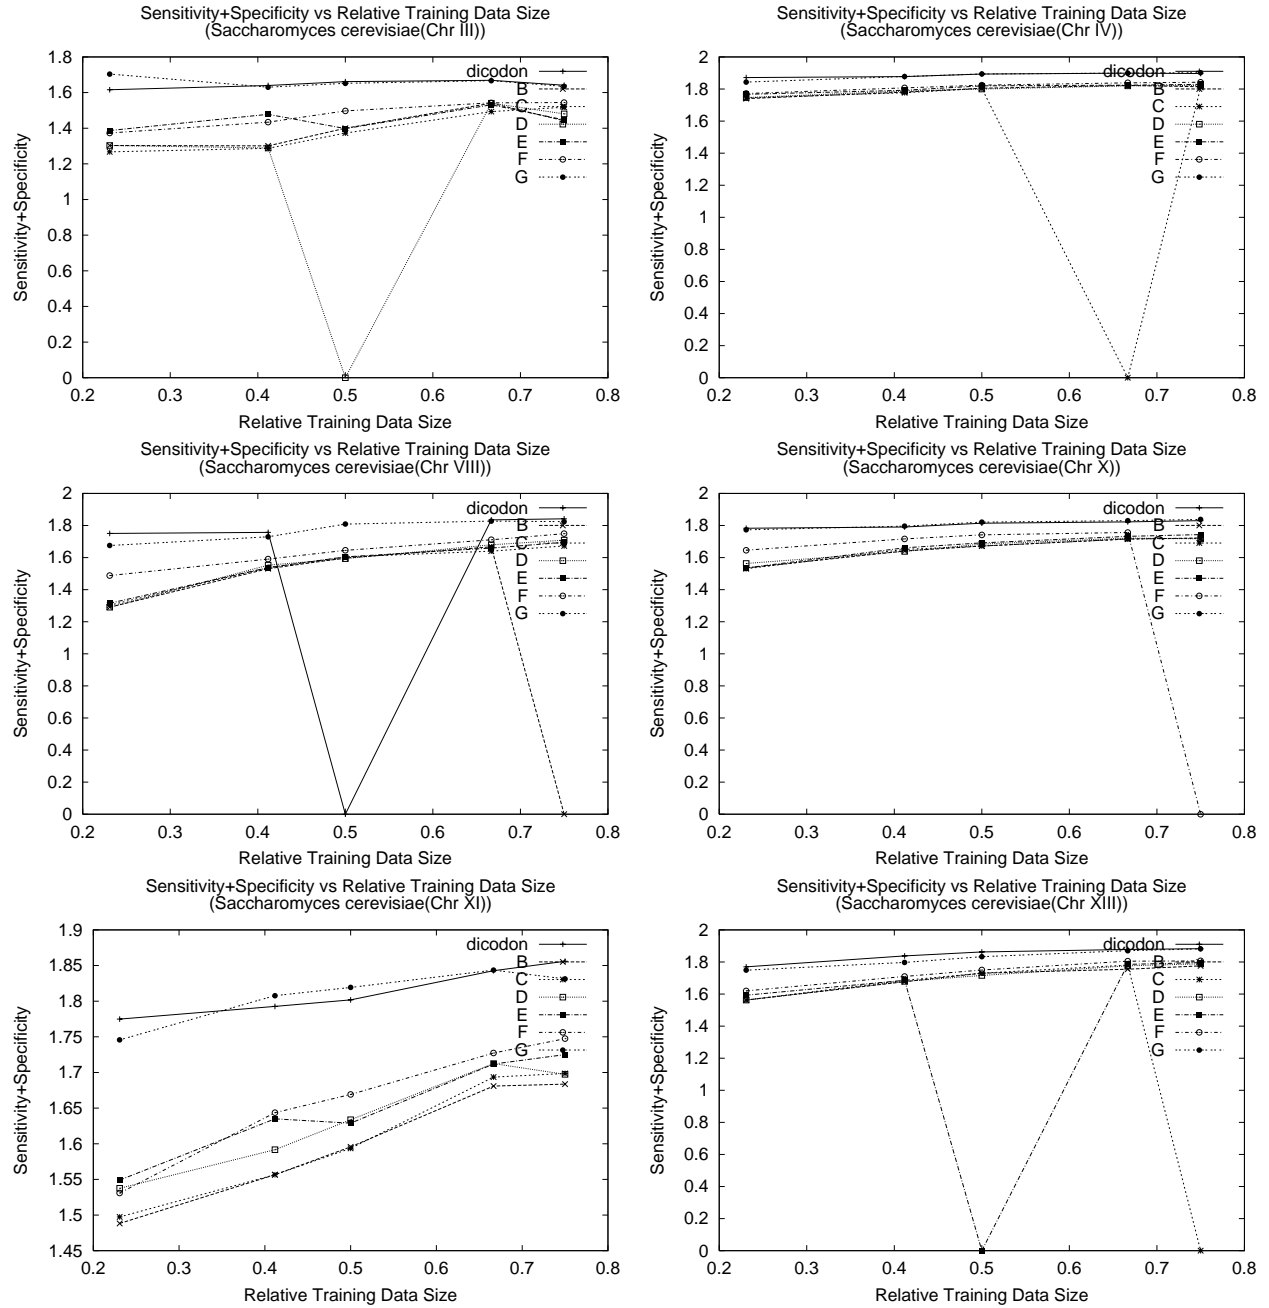 Sensitivity+Specificity vs Relative Training Data Size
(Saccharomyces cerevisiae(Chr III))
1.8
1.6
1.4
1.2
1
0.8
0.6
0.4
0.2
0
Sensitivity+Specificity
dicodon
B
C
D
E
F
G
0.2 0.3 0.4 0.5 0.6 0.7 0.8
Relative Training Data Size
Sensitivity+Specificity vs Relative Training Data Size
(Saccharomyces cerevisiae(Chr IV))
2
1.8
1.6
1.4
1.2
1
0.8
0.6
0.4
0.2
0
Sensitivity+Specificity
dicodon
B
C
D
E
F
G
0.2 0.3 0.4 0.5 0.6 0.7 0.8
Relative Training Data Size
Sensitivity+Specificity vs Relative Training Data Size
(Saccharomyces cerevisiae(Chr VIII))
2
1.8
1.6
1.4
1.2
1
0.8
0.6
0.4
0.2
0
Sensitivity+Specificity
dicodon
B
C
D
E
F
G
0.2 0.3 0.4 0.5 0.6 0.7 0.8
Relative Training Data Size
Sensitivity+Specificity vs Relative Training Data Size
(Saccharomyces cerevisiae(Chr X))
2
1.8
1.6
1.4
1.2
1
0.8
0.6
0.4
0.2
0
Sensitivity+Specificity
dicodon
B
C
D
E
F
G
0.2 0.3 0.4 0.5 0.6 0.7 0.8
Relative Training Data Size
Sensitivity+Specificity vs Relative Training Data Size
(Saccharomyces cerevisiae(Chr XI))
1.9
1.85
1.8
1.75
1.7
1.65
1.6
1.55
1.5
1.45
Sensitivity+Specificity
dicodon
B
C
D
E
F
G
0.2 0.3 0.4 0.5 0.6 0.7 0.8
Relative Training Data Size
Sensitivity+Specificity vs Relative Training Data Size
(Saccharomyces cerevisiae(Chr XIII))
2
1.8
1.6
1.4
1.2
1
0.8
0.6
0.4
0.2
0
Sensitivity+Specificity
dicodon
B
C
D
E
F
G
0.2 0.3 0.4 0.5 0.6 0.7 0.8
Relative Training Data Size